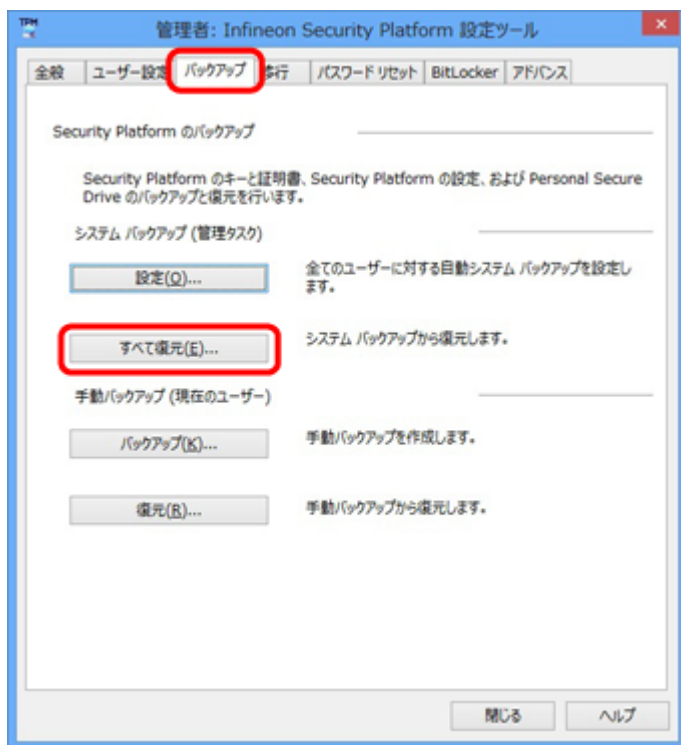 TPM
管理者: Infineon Security Platform 設定ツール
全般 ユーザー設定 バックアップ 移行 パスワード リセット BitLocker アドバンス
Security Platform のバックアップ
Security Platform のキーと証明書、Security Platform の設定、および Personal Secure
Drive のバックアップと復元を行います。
システム バックアップ (管理タスク)
設定(O)...
全てのユーザーに対する自動システム バックアップを設定し
ます。
すべて復元(E)...
システム バックアップから復元します。
手動バックアップ (現在のユーザー)
バックアップ(K)...
手動バックアップを作成します。
復元(R)...
手動バックアップから復元します。
閉じる ヘルプ